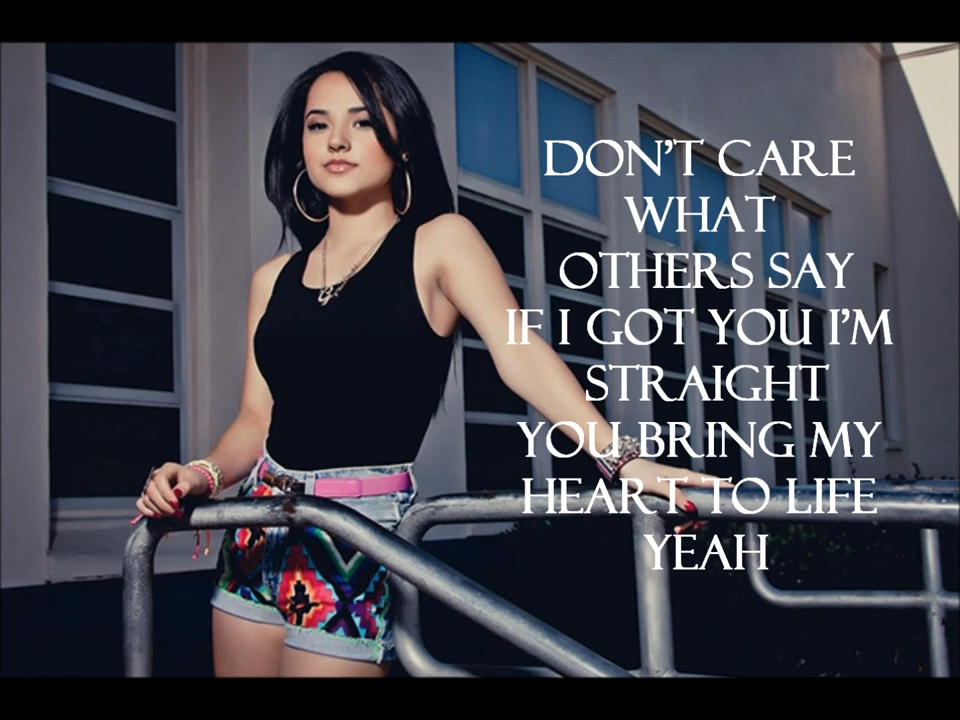 DON'T CARE
WHAT
OTHERS SAY
IF I GOT YOU I'M
STRAIGHT
YOU BRING MY
HEART TO LIFE
YEAH